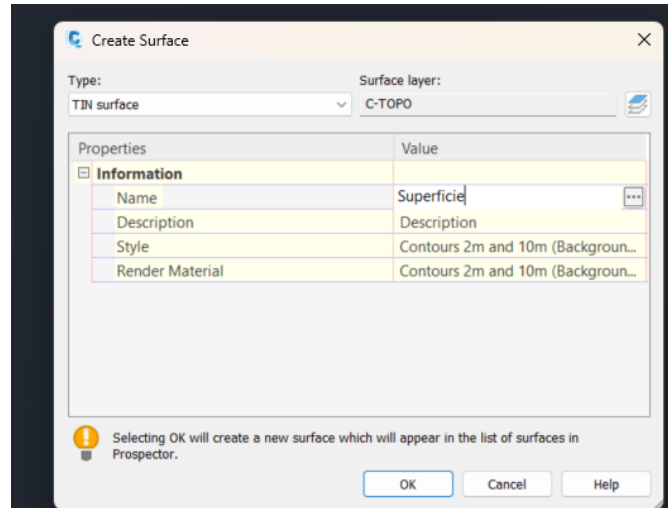 Create Surface
Type: Surface layer:
TIN surface C-TOPO
Properties Value
Information
Name Superficie
Description Description
Style Contours 2m and 10m (Backgroun...
Render Material Contours 2m and 10m (Backgroun...
Selecting OK will create a new surface which will appear in the list of surfaces in
Prospector.
OK Cancel Help